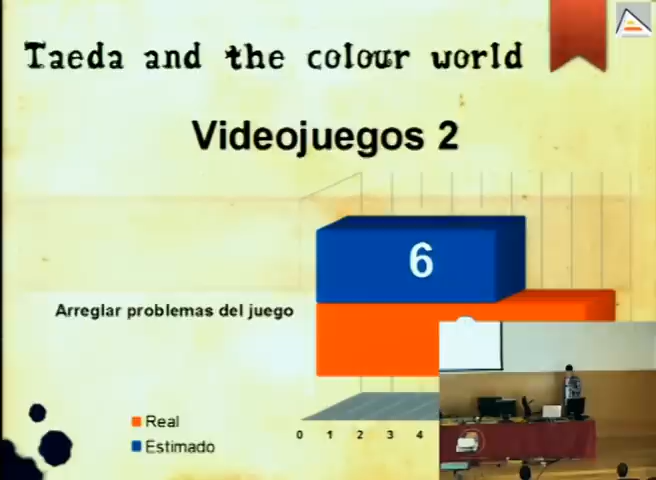 Taeda and the colour world
Videojuegos 2
6
Arreglar problemas del juego
Real
Estimado
0 1 2 3 4